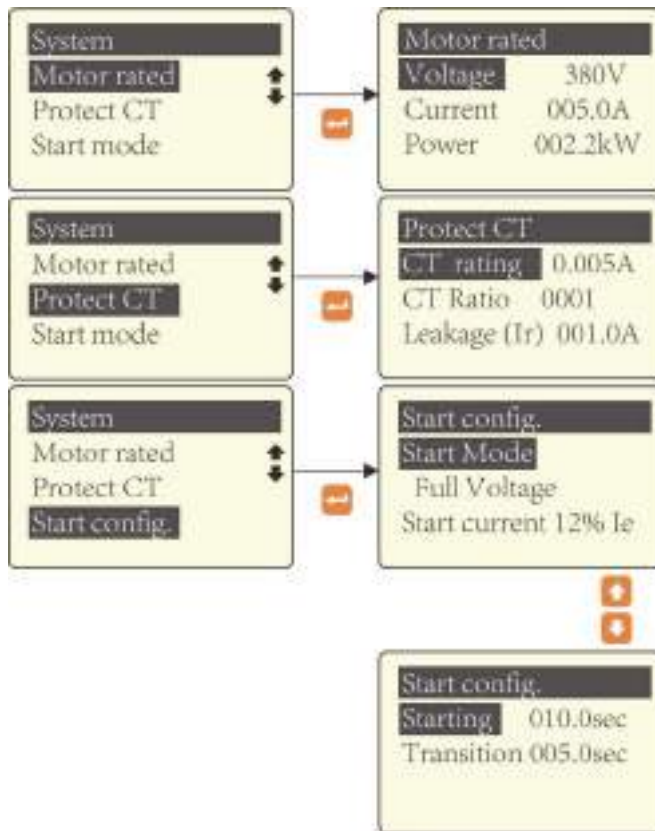 System
Motor rated
Protect CT
Start mode
Motor rated
Voltage 380V
Current 005.0A
Power 002.2kW
System
Motor rated
Protect CT
Start mode
Protect CT
CT rating 0.005A
CT Ratio 0001
Leakage (Ir) 001.0A
System
Motor rated
Protect CT
Start config.
Start config.
Start Mode
Full Voltage
Start current 12% Ie
Start config.
Starting 010.0sec
Transition 005.0sec